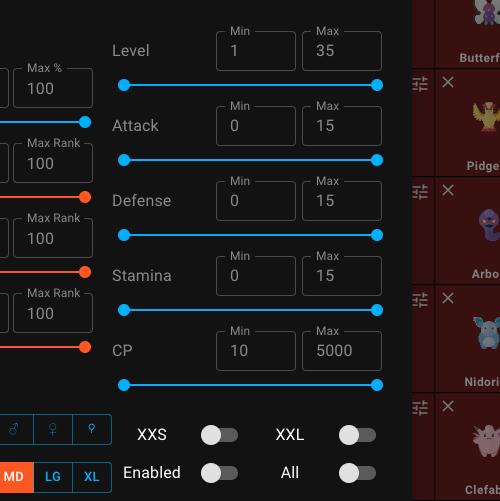 Level
Min
1
Max
35
Max %
100
Attack
Min
0
Max
15
Max Rank
100
Defense
Min
0
Max
15
Max Rank
100
Stamina
Min
0
Max
15
Max Rank
100
CP
Min
10
Max
5000
XXS
XXL
MD
LG
XL
Enabled
All
Butterf
Pidge
Arbo
Nidori
Clefab